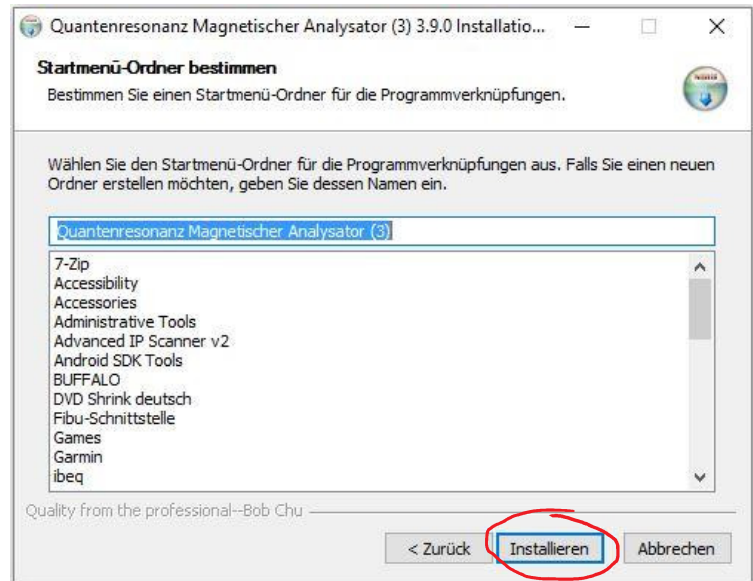 Quantenresonanz Magnetischer Analysator (3) 3.9.0 Installatio...
Startmenü-Ordner bestimmen
Bestimmen Sie einen Startmenü-Ordner für die Programmverknüpfungen.
Wählen Sie den Startmenü-Ordner für die Programmverknüpfungen aus. Falls Sie einen neuen
Ordner erstellen möchten, geben Sie dessen Namen ein.
Quantenresonanz Magnetischer Analysator (3)
7-Zip
Accessibility
Accessories
Administrative Tools
Advanced IP Scanner v2
Android SDK Tools
BUFFALO
DVD Shrink deutsch
Fibu-Schnittstelle
Games
Garmin
ibeq
Quality from the professional--Bob Chu
< Zurück Installieren Abbrechen